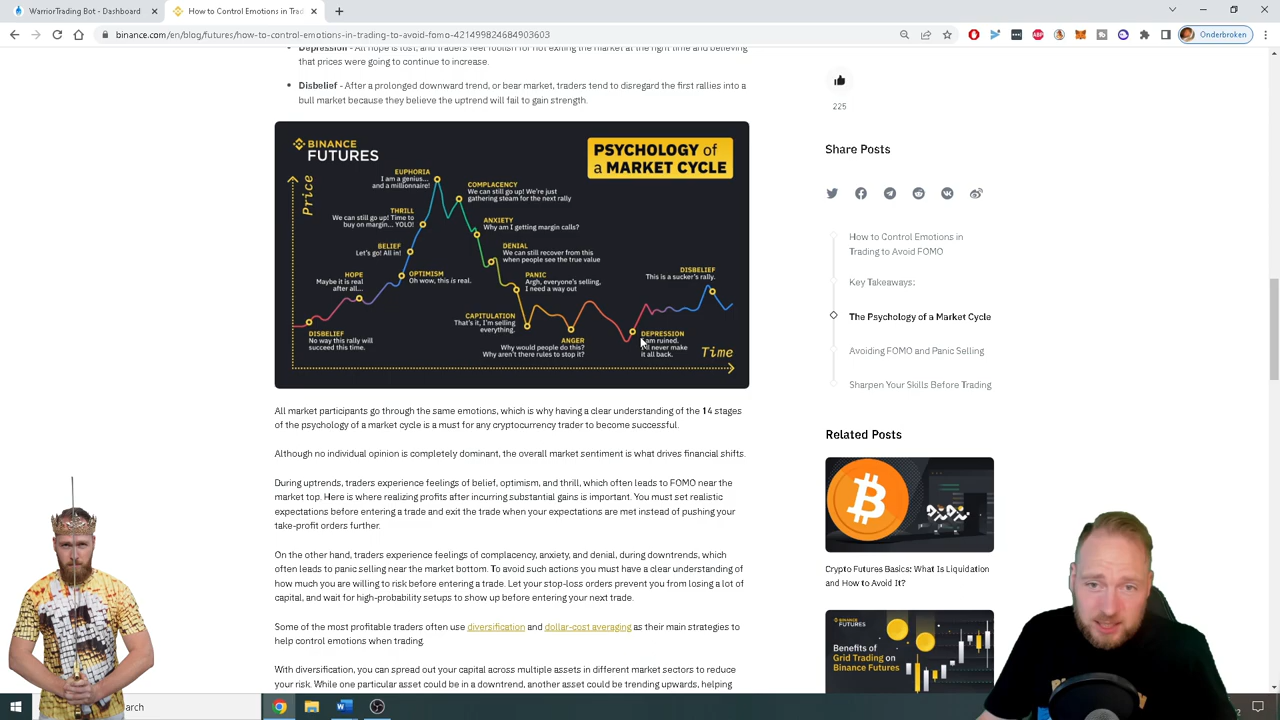 WarriorTrading Bot - Dashboard
How to Control Emotions in Trad
binance.com/en/blog/futures/how-to-control-emotions-in-trading-to-avoid-fomo-421499824684903603
Onderbroken
Depression - All hope is lost, and traders feel foolish for not exiting the market at the right time and believing
that prices were going to continue to increase.
Disbelief - After a prolonged downward trend, or bear market, traders tend to disregard the first rallies into a
bull market because they believe the uptrend will fail to gain strength.
BINANCE
FUTURES
PSYCHOLOGY of
a MARKET CYCLE
Price
EUPHORIA
I am a genius...
and a millionaire!
COMPLACENCY
We can still go up! We're just
gathering steam for the next rally
THRILL
We can still go up! Time to
buy on margin... YOLO!
ANXIETY
Why am I getting margin calls?
BELIEF
Let's go! All in!
DENIAL
We can still recover from this
when people see the true value
HOPE
Maybe it is real
after all...
OPTIMISM
Oh wow, this is real.
PANIC
Argh, everyone's selling,
I need a way out
DISBELIEF
This is a sucker's rally.
CAPITULATION
That's it, I'm selling
everything.
DISBELIEF
No way this rally will
succeed this time.
ANGER
Why would people do this?
Why aren't there rules to stop it?
DEPRESSION
I am ruined.
I'll never make
it all back.
Time
All market participants go through the same emotions, which is why having a clear understanding of the 14 stages
of the psychology of a market cycle is a must for any cryptocurrency trader to become successful.
Although no individual opinion is completely dominant, the overall market sentiment is what drives financial shifts.
During uptrends, traders experience feelings of belief, optimism, and thrill, which often leads to FOMO near the
market top. Here is where realizing profits after incurring substantial gains is important. You must set realistic
expectations before entering a trade and exit the trade when your expectations are met instead of pushing your
take-profit orders further.
On the other hand, traders experience feelings of complacency, anxiety, and denial, during downtrends, which
often leads to panic selling near the market bottom. To avoid such actions you must have a clear understanding of
how much you are willing to risk before entering a trade. Let your stop-loss orders prevent you from losing a lot of
capital, and wait for high-probability setups to show up before entering your next trade.
Some of the most profitable traders often use diversification and dollar-cost averaging as their main strategies to
help control emotions when trading.
With diversification, you can spread out your capital across multiple assets in different market sectors to reduce
your risk. While one particular asset could be in a downtrend, another asset could be trending upwards, helping
225
Share Posts
How to Control Emotions in
Trading to Avoid FOMO
Key Takeaways:
The Psychology of a Market Cycle
Avoiding FOMO and Panic Selling
Sharpen Your Skills Before Trading
Related Posts
Crypto Futures Basics: What Is Liquidation
and How to Avoid It?
BINANCE
FUTURES
Benefits of
Grid Trading on
Binance Futures
arch